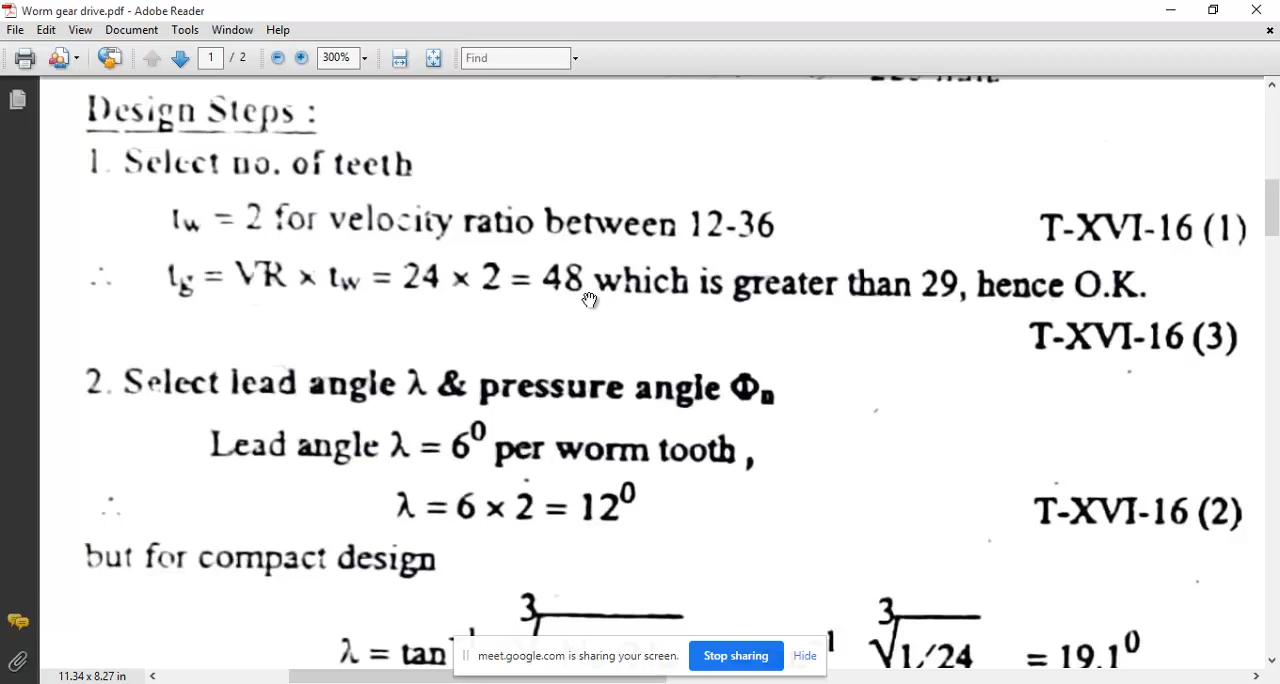 Worm gear drive.pdf - Adobe Reader
File Edit View Document Tools Window Help
1 / 2 300% Find
Design Steps :
1. Select no. of teeth
tw = 2 for velocity ratio between 12-36 T-XVI-16 (1)
∴ tg = VR × tw = 24 × 2 = 48 which is greater than 29, hence O.K.
T-XVI-16 (3)
2. Select lead angle λ & pressure angle Φn
Lead angle λ = 6⁰ per worm tooth ,
∴ λ = 6 × 2 = 12⁰ T-XVI-16 (2)
but for compact design
λ = tan⁻¹ ∛ ∛1/24 = 19.1⁰
meet.google.com is sharing your screen. Stop sharing Hide
11.34 x 8.27 in